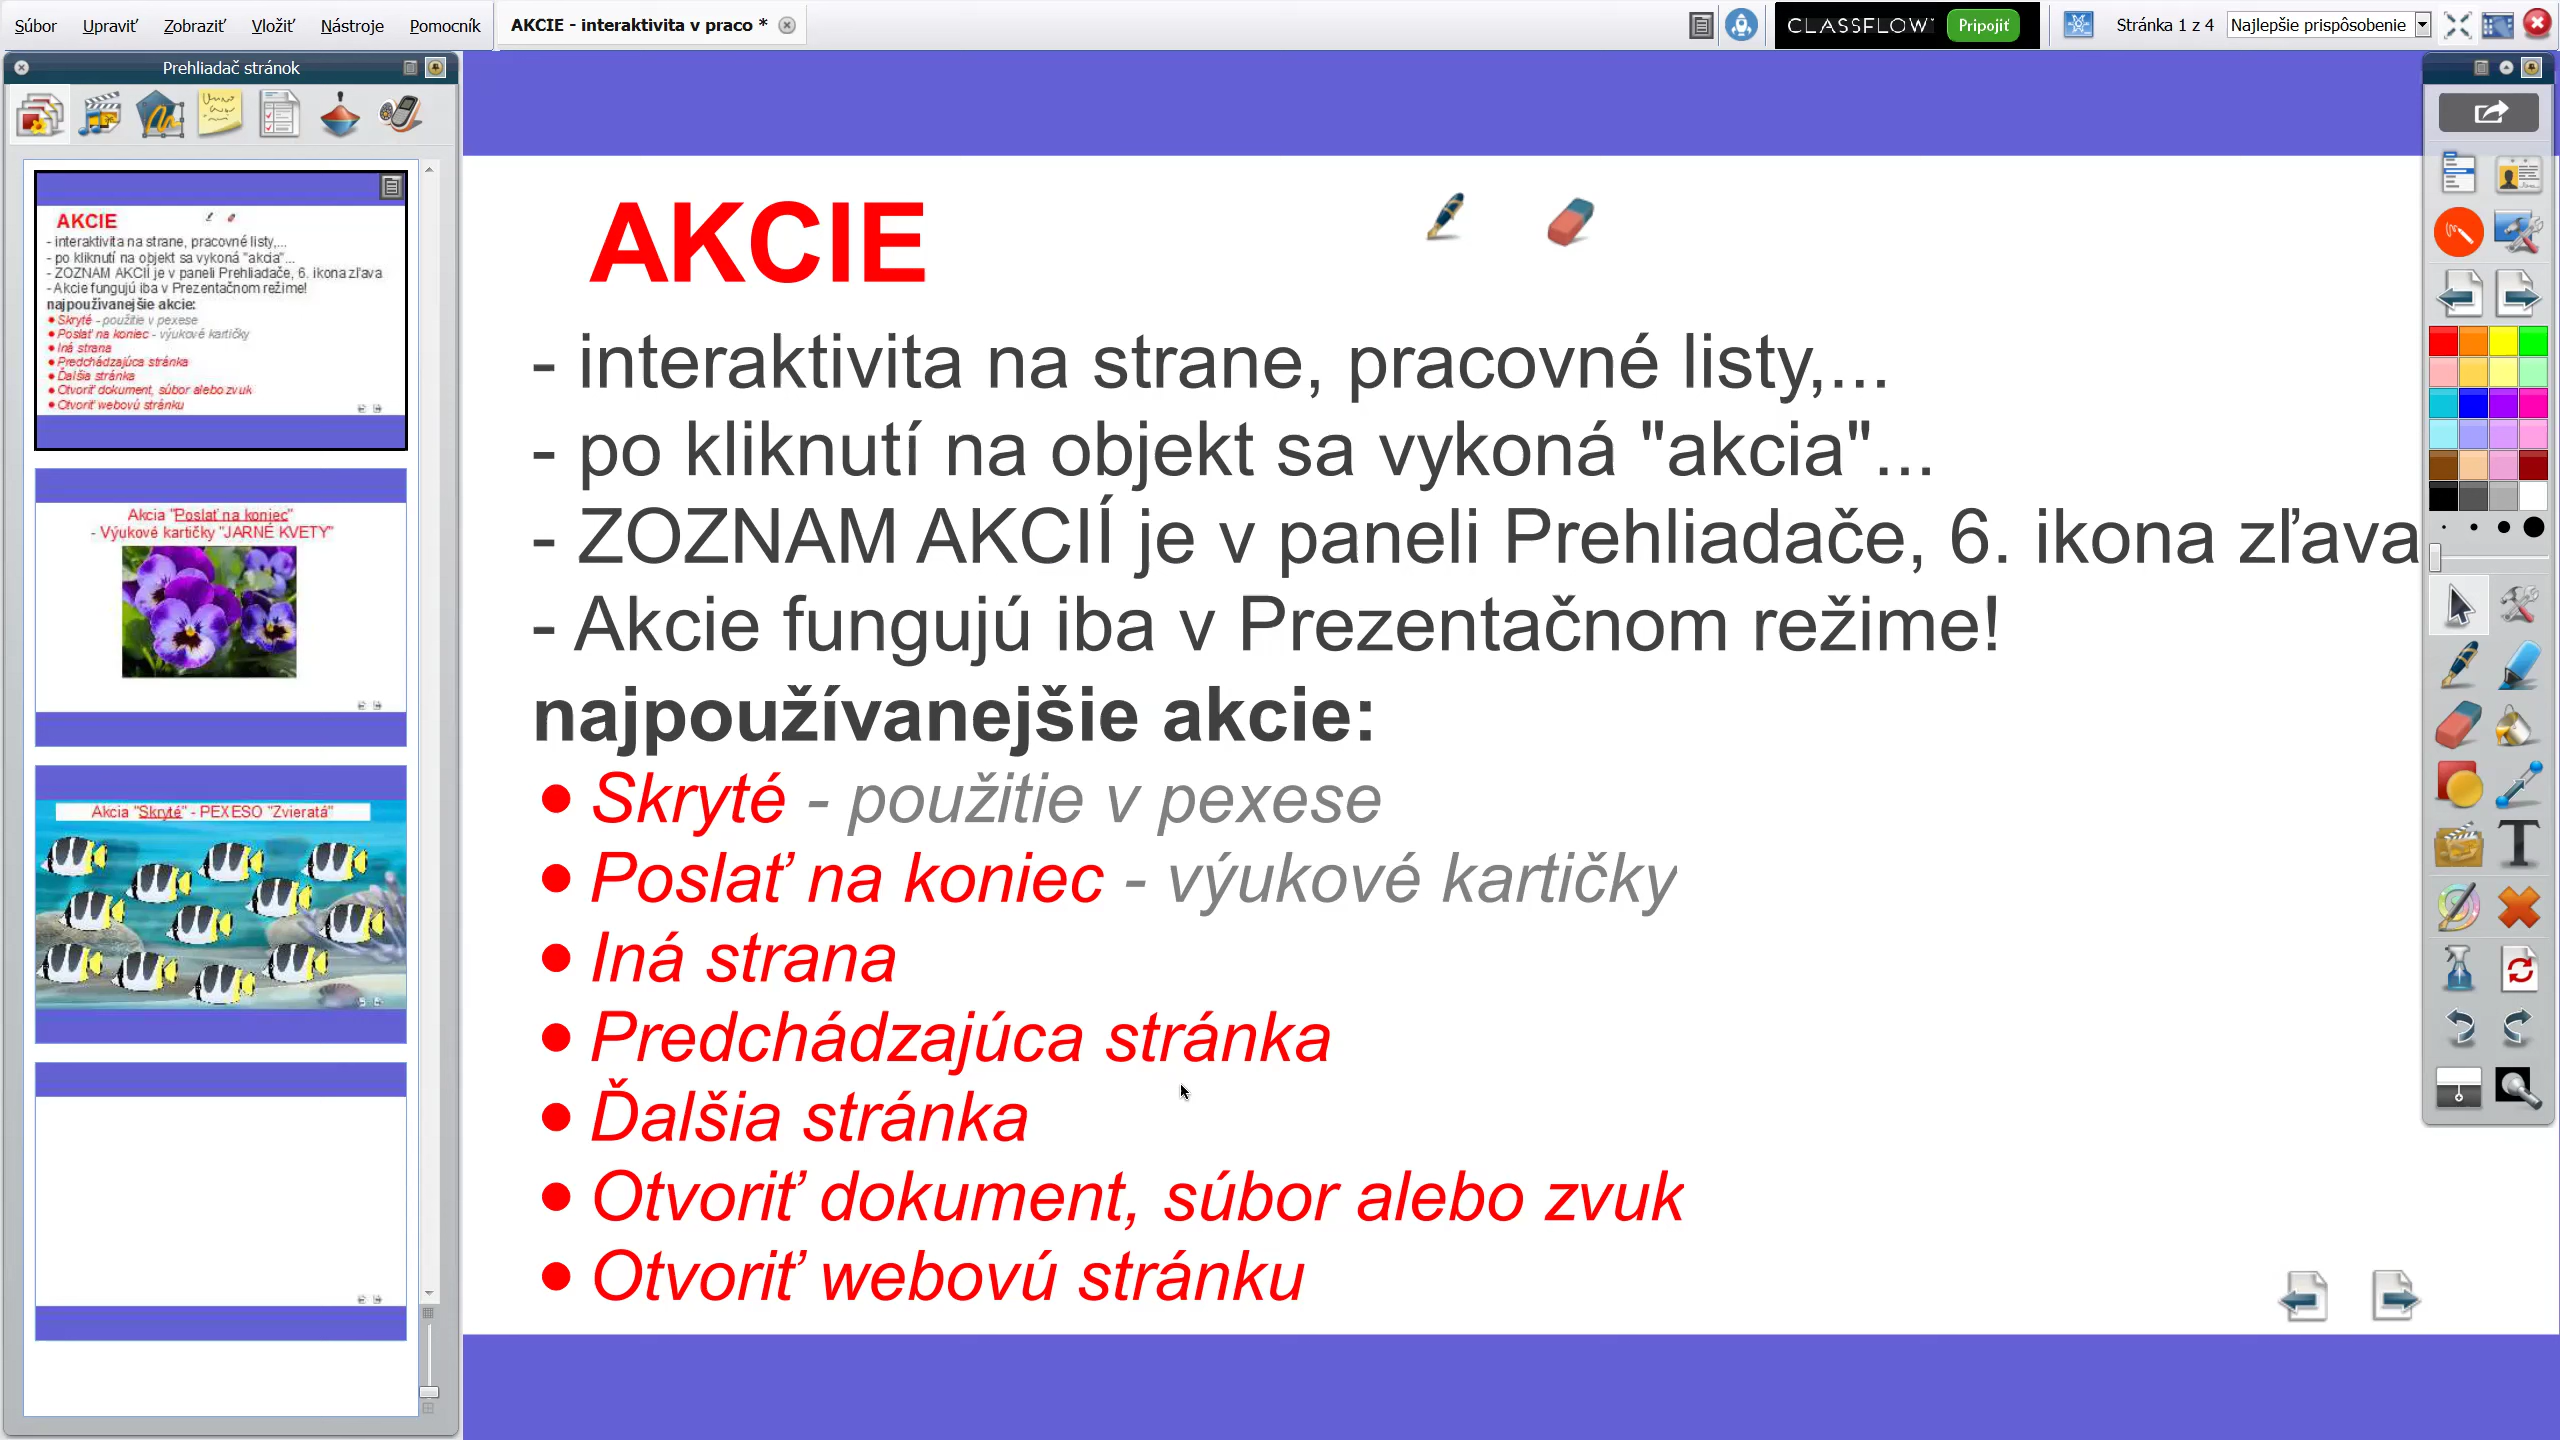 Súbor Upraviť Zobraziť Vložiť Nástroje Pomocník AKCIE - interaktivita v praco * CLASSFLOW Pripojiť Stránka 1 z 4 Najlepšie prispôsobenie
Prehliadač stránok
AKCIE
- interaktivita na strane, pracovné listy,...
- po kliknutí na objekt sa vykoná "akcia"...
- ZOZNAM AKCIÍ je v paneli Prehliadače, 6. ikona zľava
- Akcie fungujú iba v Prezentačnom režime!
najpoužívanejšie akcie:
● Skryté - použitie v pexese
● Poslať na koniec - výukové kartičky
● Iná strana
● Predchádzajúca stránka
● Ďalšia stránka
● Otvoriť dokument, súbor alebo zvuk
● Otvoriť webovú stránku
Akcia "Poslať na koniec"
- Výukové kartičky "JARNÉ KVETY"
Akcia "Skryté" - PEXESO "Zvieratá"
AKCIE
- interaktivita na strane, pracovné listy,...
- po kliknutí na objekt sa vykoná "akcia"...
- ZOZNAM AKCIÍ je v paneli Prehliadače, 6. ikona zľava
- Akcie fungujú iba v Prezentačnom režime!
najpoužívanejšie akcie:
● Skryté - použitie v pexese
● Poslať na koniec - výukové kartičky
● Iná strana
● Predchádzajúca stránka
● Ďalšia stránka
● Otvoriť dokument, súbor alebo zvuk
● Otvoriť webovú stránku
T